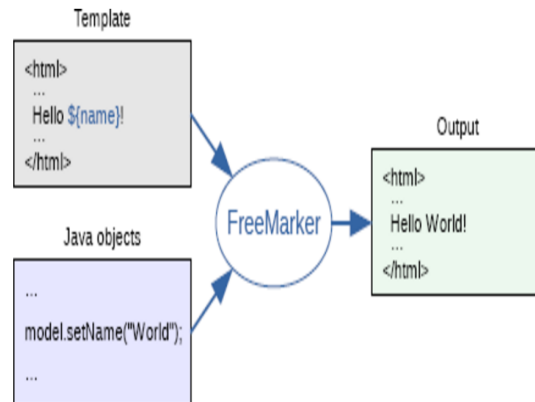 Template
<html>
...
Hello ${name}!
...
</html>
Java objects
...
model.setName("World");
...
FreeMarker
Output
<html>
...
Hello World!
...
</html>